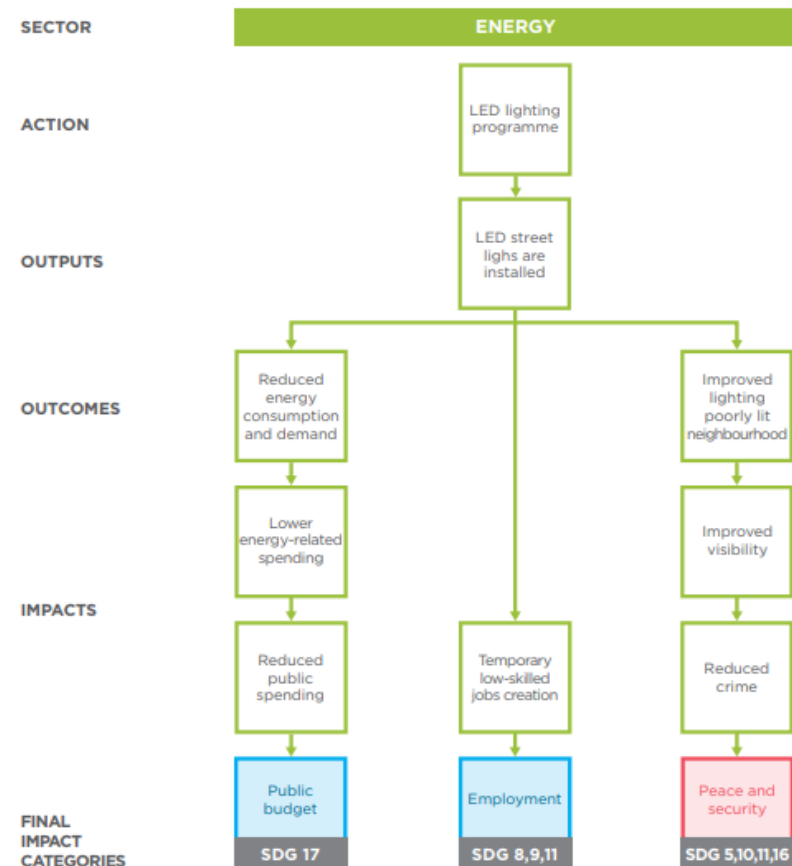 SECTOR
ENERGY
ACTION
LED lighting
programme
OUTPUTS
LED street
lighs are
installed
OUTCOMES
Reduced
energy
consumption
and demand
Improved
lighting
poorly lit
neighbourhood
IMPACTS
Lower
energy-related
spending
Improved
visibility
Reduced
public
spending
Temporary
low-skilled
jobs creation
Reduced
crime
FINAL
IMPACT
CATEGORIES
Public
budget
Employment
Peace and
security
SDG 17
SDG 8,9,11
SDG 5,10,11,16